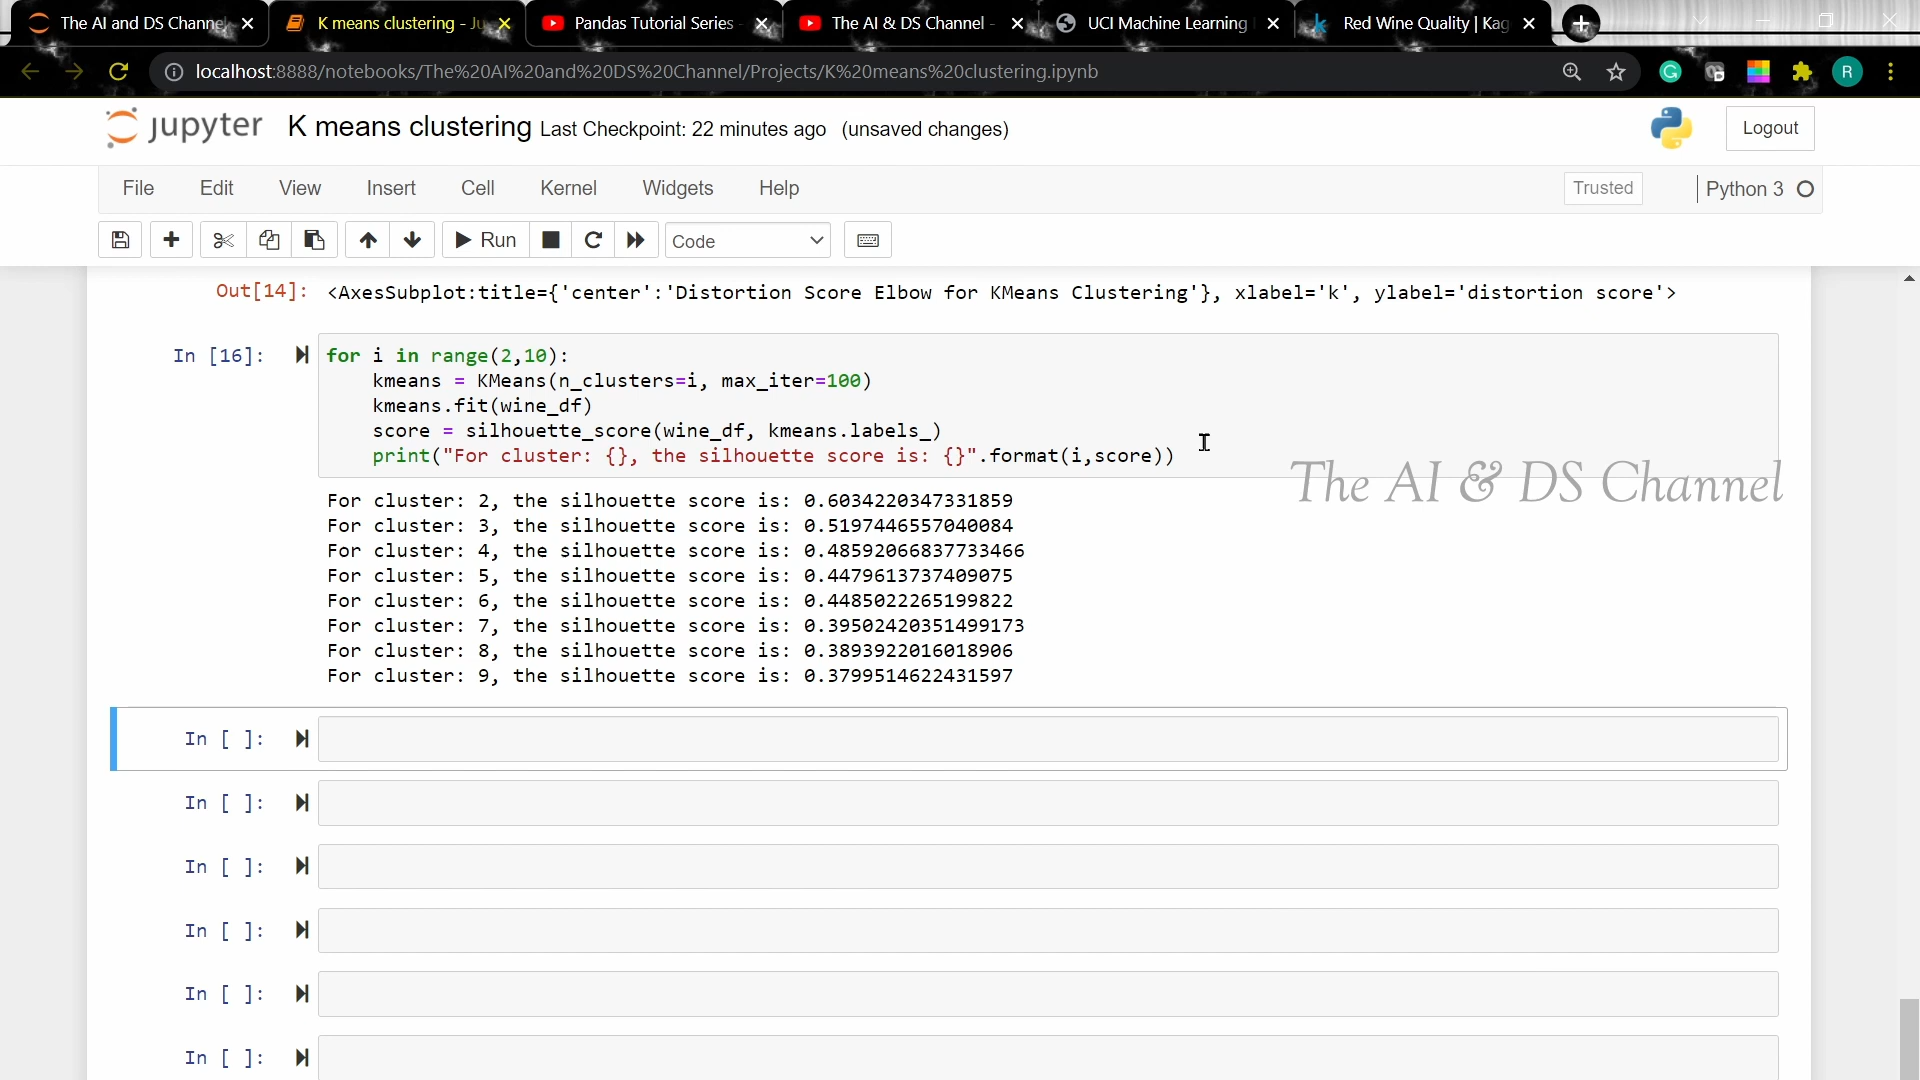 The AI and DS Channe
K means clustering - Ju
Pandas Tutorial Series -
The AI & DS Channel -
UCI Machine Learning
Red Wine Quality | Kag
localhost:8888/notebooks/The%20AI%20and%20DS%20Channel/Projects/K%20means%20clustering.ipynb
R
jupyter K means clustering Last Checkpoint: 22 minutes ago (unsaved changes)
Logout
File Edit View Insert Cell Kernel Widgets Help
Trusted
Python 3
Run
Code
Out[14]: <AxesSubplot:title={'center':'Distortion Score Elbow for KMeans Clustering'}, xlabel='k', ylabel='distortion score'>
In [16]: for i in range(2,10):
kmeans = KMeans(n_clusters=i, max_iter=100)
kmeans.fit(wine_df)
score = silhouette_score(wine_df, kmeans.labels_)
print("For cluster: {}, the silhouette score is: {}".format(i,score))
The AI & DS Channel
For cluster: 2, the silhouette score is: 0.6034220347331859
For cluster: 3, the silhouette score is: 0.5197446557040084
For cluster: 4, the silhouette score is: 0.48592066837733466
For cluster: 5, the silhouette score is: 0.4479613737409075
For cluster: 6, the silhouette score is: 0.4485022265199822
For cluster: 7, the silhouette score is: 0.39502420351499173
For cluster: 8, the silhouette score is: 0.3893922016018906
For cluster: 9, the silhouette score is: 0.3799514622431597
In [ ]:
In [ ]:
In [ ]:
In [ ]:
In [ ]:
In [ ]: